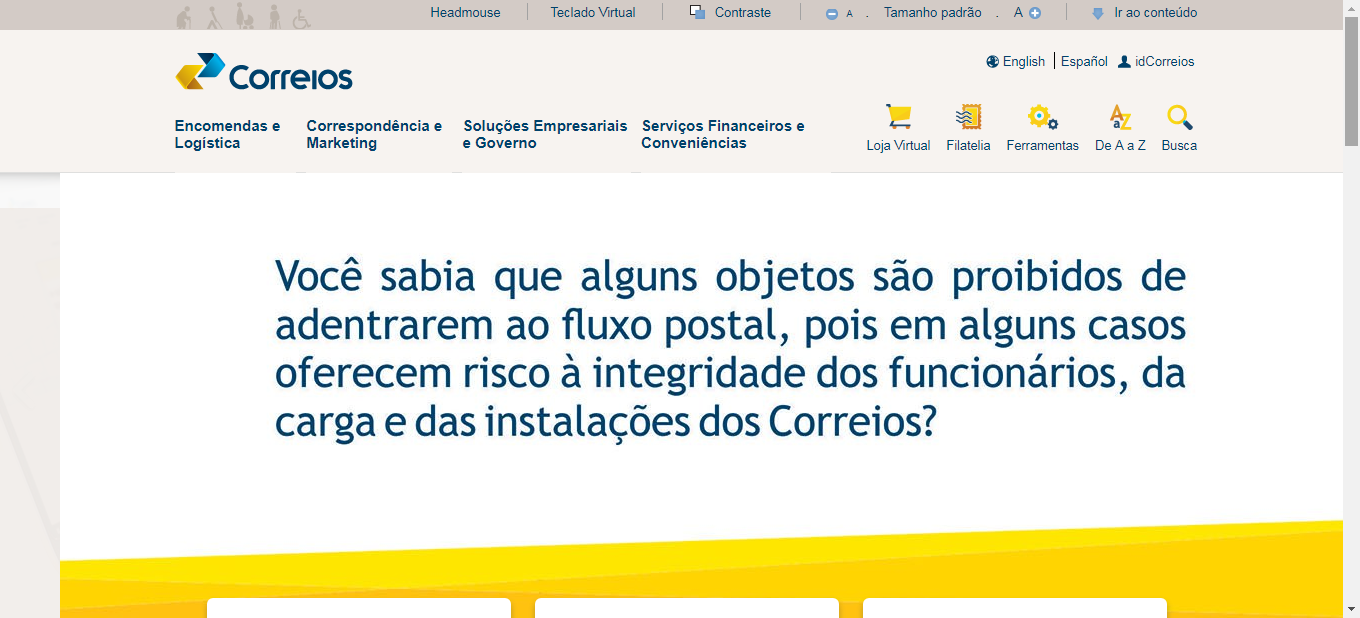 Headmouse
Teclado Virtual
Contraste
A . Tamanho padrão . A
Ir ao conteúdo
English
Español
idCorreios
Correios
Encomendas e
Logística
Correspondência e
Marketing
Soluções Empresariais
e Governo
Serviços Financeiros e
Conveniências
Loja Virtual
Filatelia
Ferramentas
De A a Z
Busca
Você sabia que alguns objetos são proibidos de
adentrarem ao fluxo postal, pois em alguns casos
oferecem risco à integridade dos funcionários, da
carga e das instalações dos Correios?